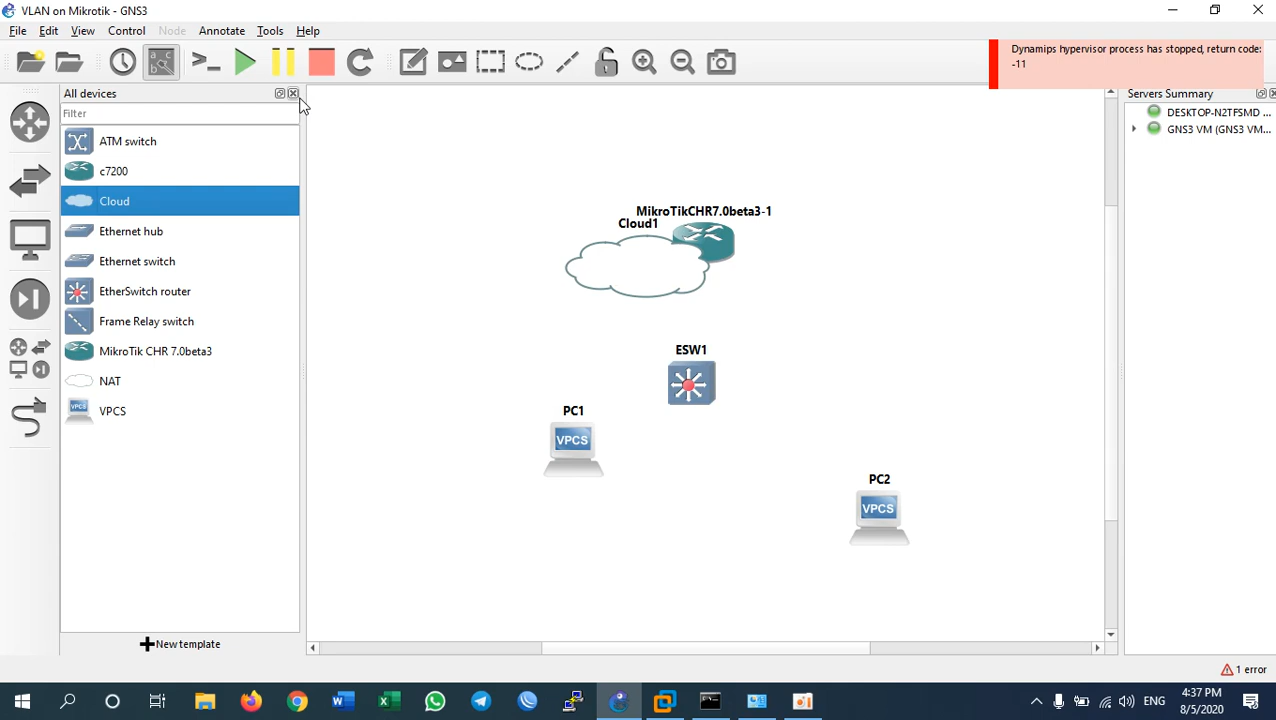 VLAN on Mikrotik - GNS3
File Edit View Control Node Annotate Tools Help
Dynamips hypervisor process has stopped, return code:
-11
All devices
Filter
ATM switch
c7200
Cloud
Ethernet hub
Ethernet switch
EtherSwitch router
Frame Relay switch
MikroTik CHR 7.0beta3
NAT
VPCS
VPCS
New template
MikroTikCHR7.0beta3-1
Cloud1
ESW1
PC1
VPCS
PC2
VPCS
Servers Summary
DESKTOP-N2TFSMD ...
GNS3 VM (GNS3 VM...
1 error
ENG
4:37 PM
8/5/2020